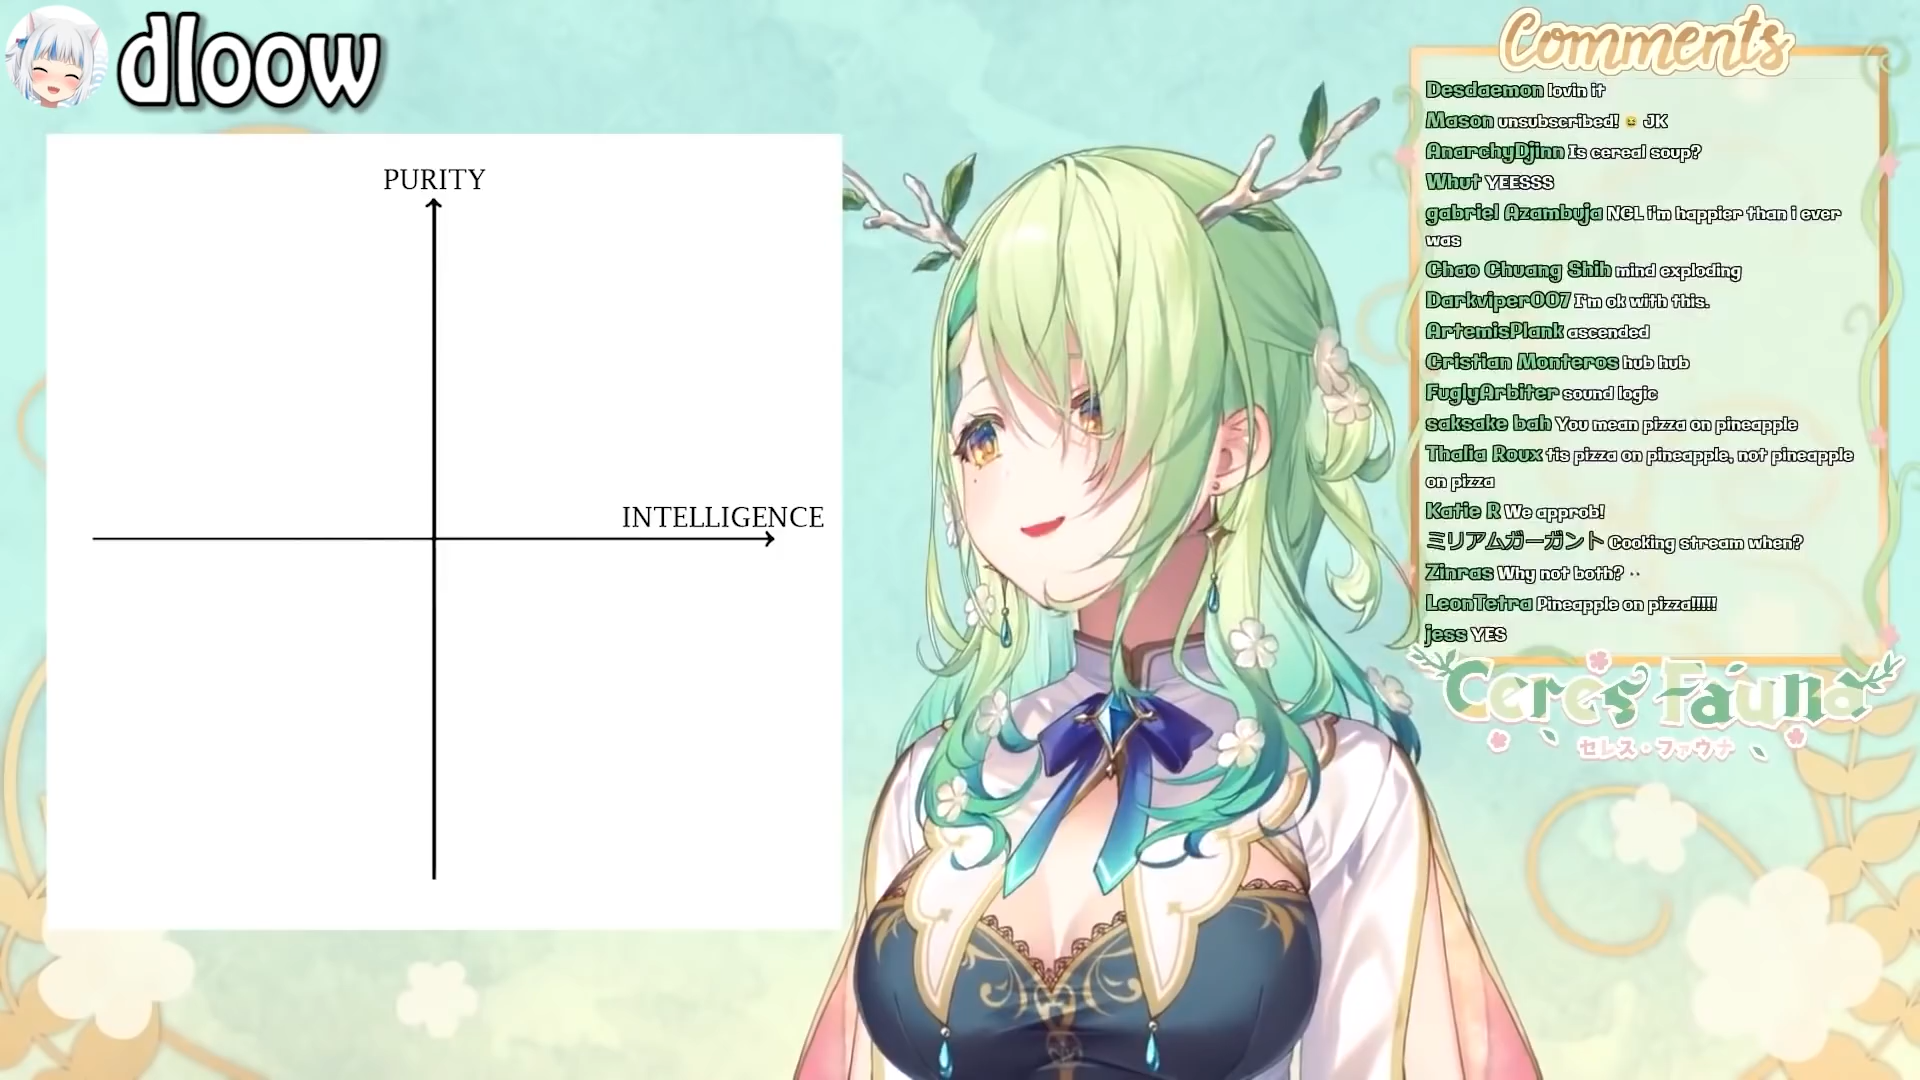 dloow
PURITY
INTELLIGENCE
Comments
Desdaemon lovin it
Mason unsubscribed! 😆 JK
AnarchyDjinn Is cereal soup?
Whut YEESSS
gabriel Azambuja NGL i'm happier than i ever
was
Chao Chuang Shih mind exploding
Darkviper007 I'm ok with this.
ArtemisPlank ascended
Cristian Monteros hub hub
FuglyArbiter sound logic
saksake bah You mean pizza on pineapple
Thalia Roux tis pizza on pineapple, not pineapple
on pizza
Katie R We approb!
ミリアムガーガント Cooking stream when?
Zinras Why not both? ··
LeonTetra Pineapple on pizza!!!!!
jess YES
Ceres Fauna
セレス・ファウナ